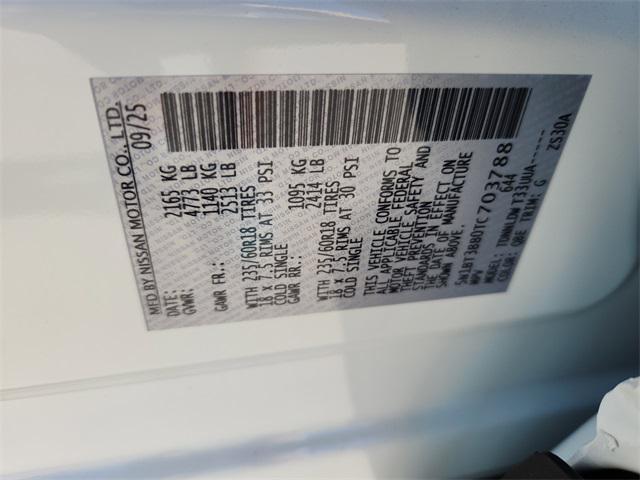 MFD BY NISSAN MOTOR CO., LTD.
DATE: 09/25
GVWR: 2165 KG
4773 LB
GAWR FR.: 1140 KG
2513 LB
WITH 235/60R18 TIRES
18 X 7.5 RIMS AT 33 PSI
COLD SINGLE
GAWR RR.: 1095 KG
2414 LB
WITH 235/60R18 TIRES
18 X 7.5 RIMS AT 30 PSI
COLD SINGLE
THIS VEHICLE CONFORMS TO
ALL APPLICABLE FEDERAL
MOTOR VEHICLE SAFETY AND
THEFT PREVENTION
STANDARDS IN EFFECT ON
THE DATE OF MANUFACTURE
SHOWN ABOVE.
5N1BT3BB0TC703788
MPV 644
MODEL:
COLOR: QBE TRIM: G
ZS30A